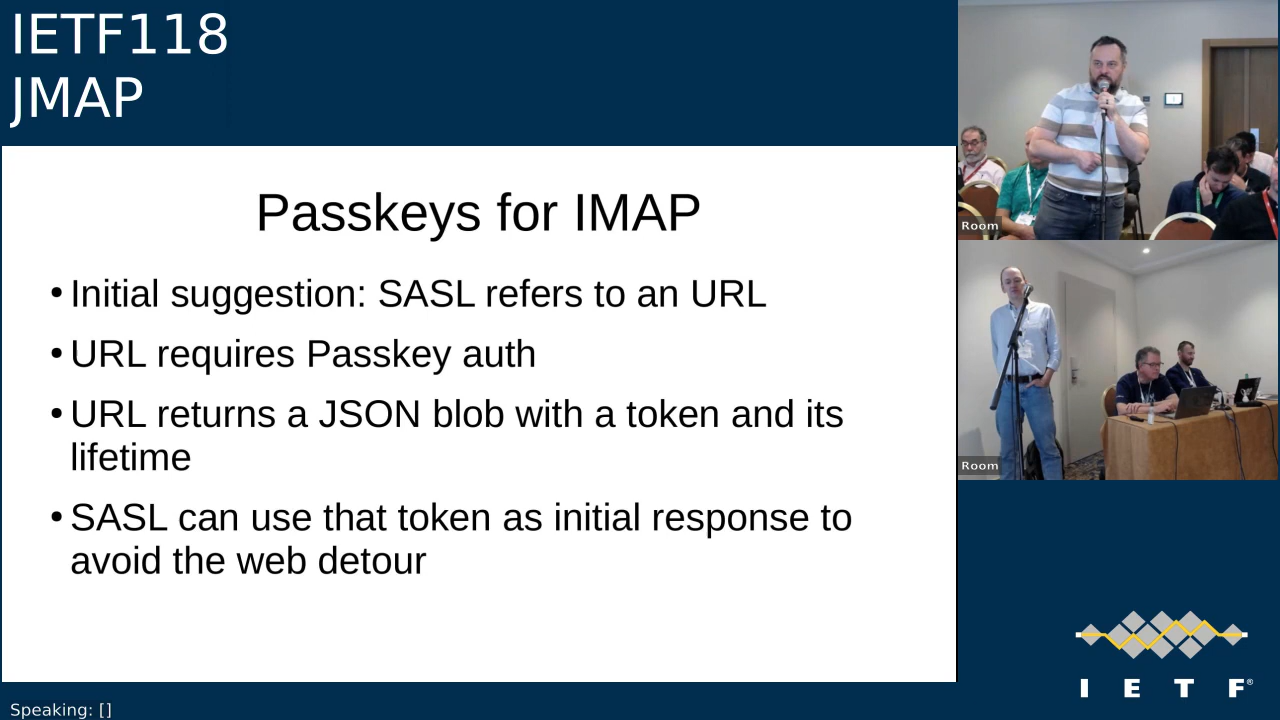 IETF118
JMAP
Passkeys for IMAP
• Initial suggestion: SASL refers to an URL
• URL requires Passkey auth
• URL returns a JSON blob with a token and its
lifetime
• SASL can use that token as initial response to
avoid the web detour
Room
Room
I E T F®
Speaking: []